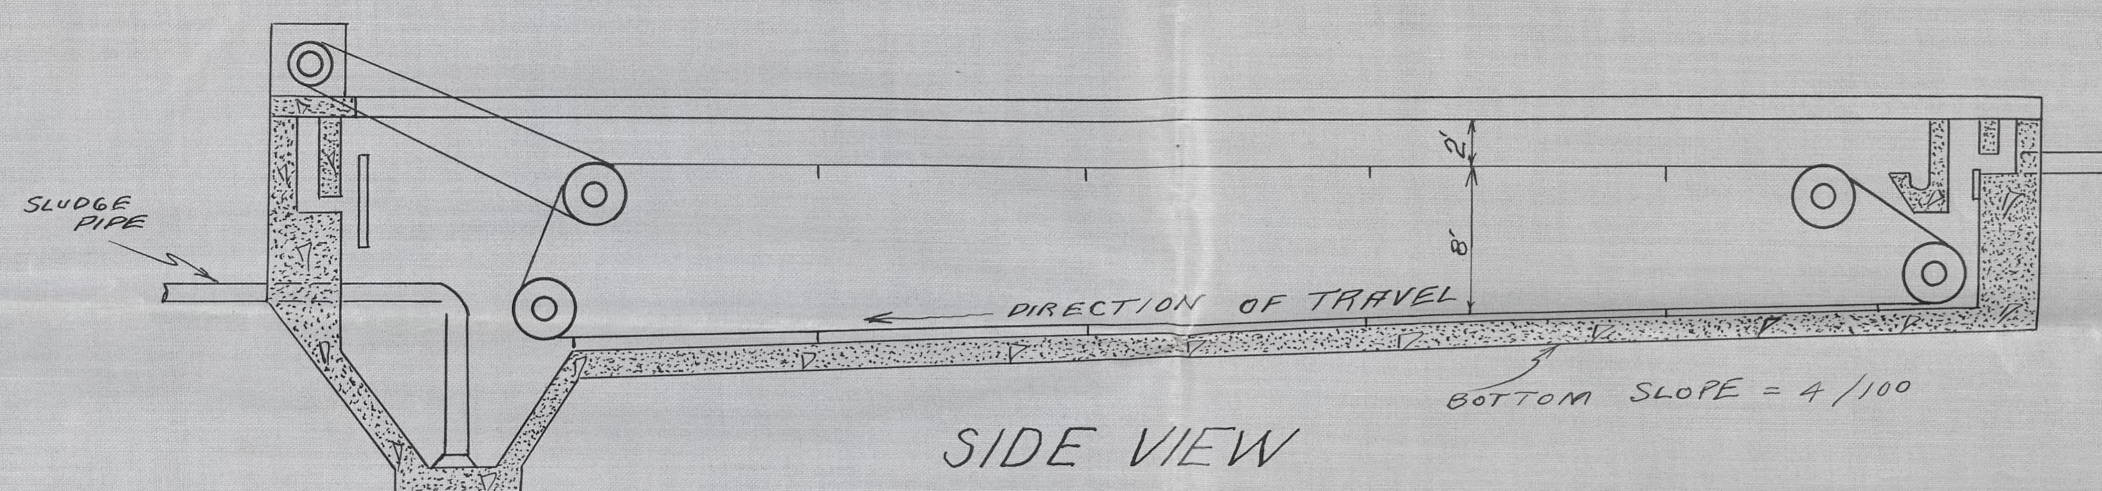 2'
SLUDGE
PIPE
8'
DIRECTION OF TRAVEL
BOTTOM SLOPE = 4/100
SIDE VIEW